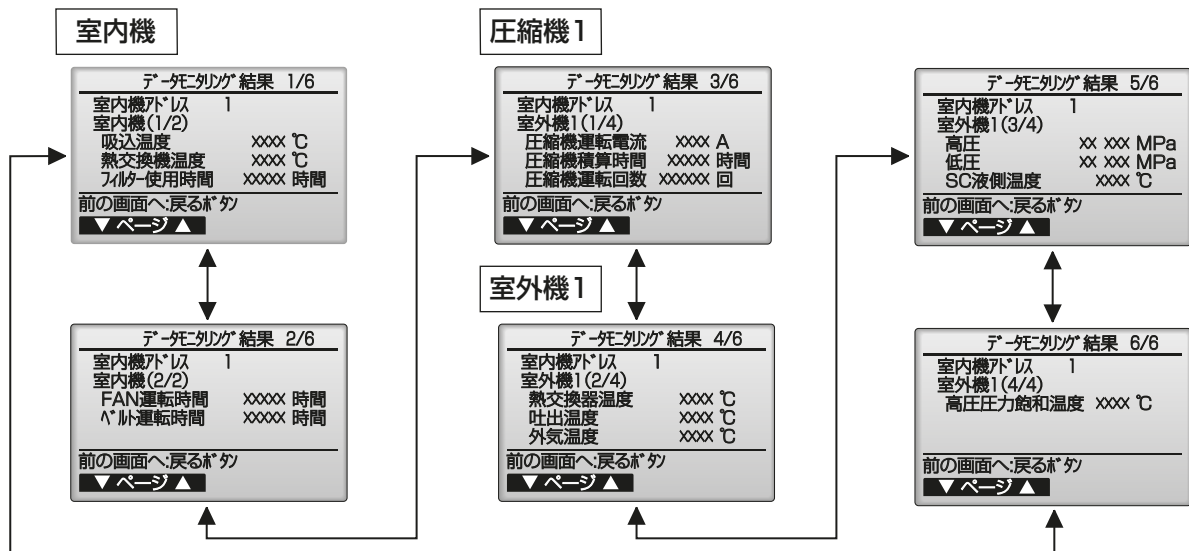 室内機
データモニタリング結果 1/6
室内機アドレス 1
室内機(1/2)
吸込温度 xxxx ℃
熱交換機温度 xxxx ℃
フィルター使用時間 xxxxx 時間
前の画面へ:戻るボタン
▼ ページ ▲
データモニタリング結果 2/6
室内機アドレス 1
室内機(2/2)
FAN運転時間 xxxxx 時間
ベルト運転時間 xxxxx 時間
前の画面へ:戻るボタン
▼ ページ ▲
圧縮機1
データモニタリング結果 3/6
室内機アドレス 1
室外機1(1/4)
圧縮機運転電流 xxxx A
圧縮機積算時間 xxxxx 時間
圧縮機運転回数 xxxxxx 回
前の画面へ:戻るボタン
▼ ページ ▲
室外機1
データモニタリング結果 4/6
室内機アドレス 1
室外機1(2/4)
熱交換器温度 xxxx ℃
吐出温度 xxxx ℃
外気温度 xxxx ℃
前の画面へ:戻るボタン
▼ ページ ▲
データモニタリング結果 5/6
室内機アドレス 1
室外機1(3/4)
高圧 xx xxx MPa
低圧 xx xxx MPa
SC液側温度 xxxx ℃
前の画面へ:戻るボタン
▼ ページ ▲
データモニタリング結果 6/6
室内機アドレス 1
室外機1(4/4)
高圧圧力飽和温度 xxxx ℃
前の画面へ:戻るボタン
▼ ページ ▲